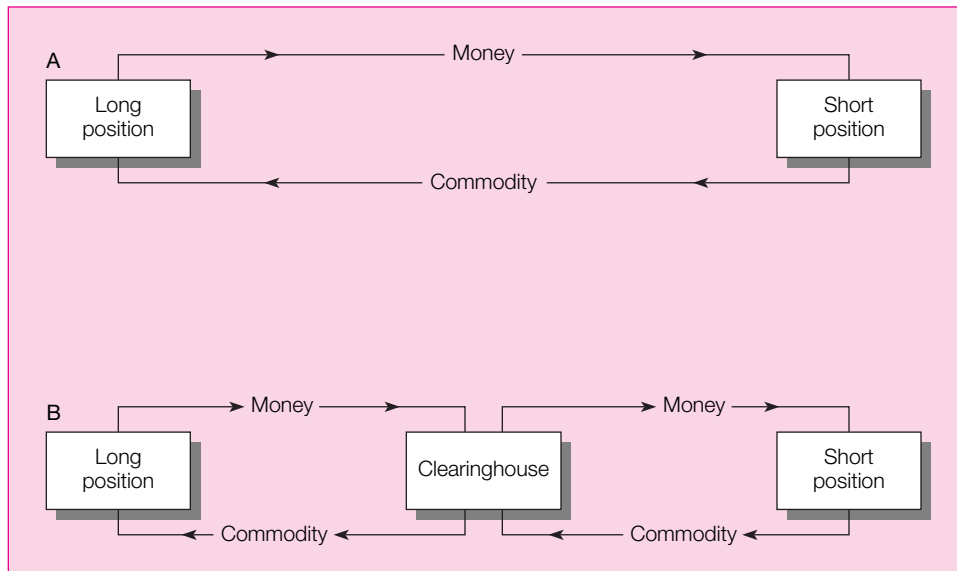 A
Money
Long
position
Short
position
Commodity
B
Money
Money
Long
position
Clearinghouse
Short
position
Commodity
Commodity